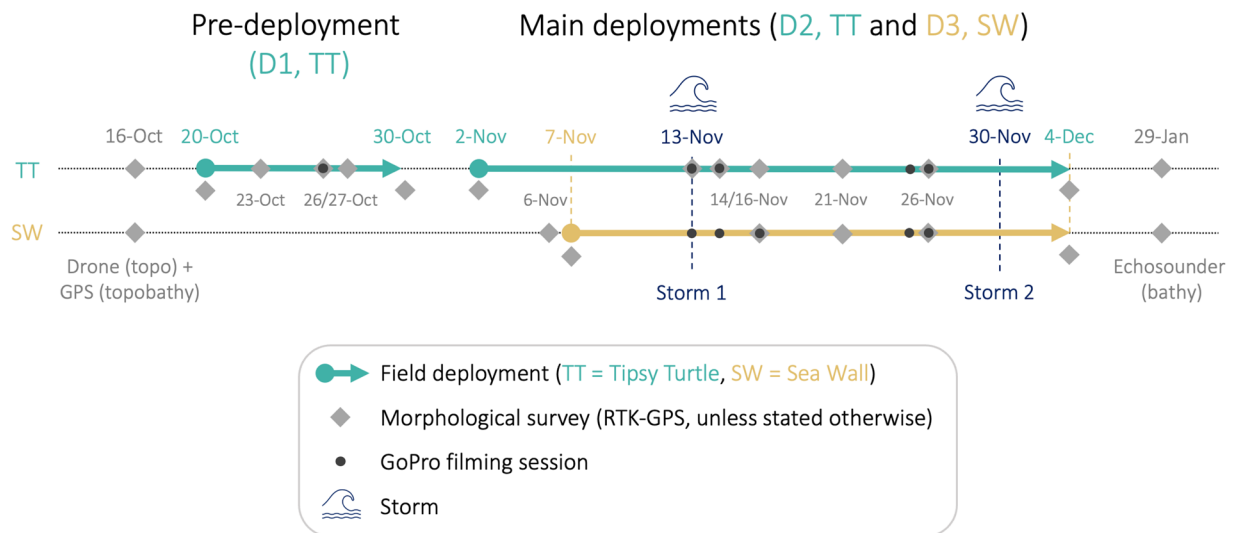 Pre-deployment
(D1, TT)
Main deployments (D2, TT and D3, SW)
16-Oct
20-Oct
30-Oct
2-Nov
7-Nov
13-Nov
30-Nov
4-Dec
29-Jan
TT
23-Oct
26/27-Oct
6-Nov
14/16-Nov
21-Nov
26-Nov
SW
Drone (topo) +
GPS (topobathy)
Storm 1
Storm 2
Echosounder
(bathy)
Field deployment (TT = Tipsy Turtle, SW = Sea Wall)
Morphological survey (RTK-GPS, unless stated otherwise)
GoPro filming session
Storm